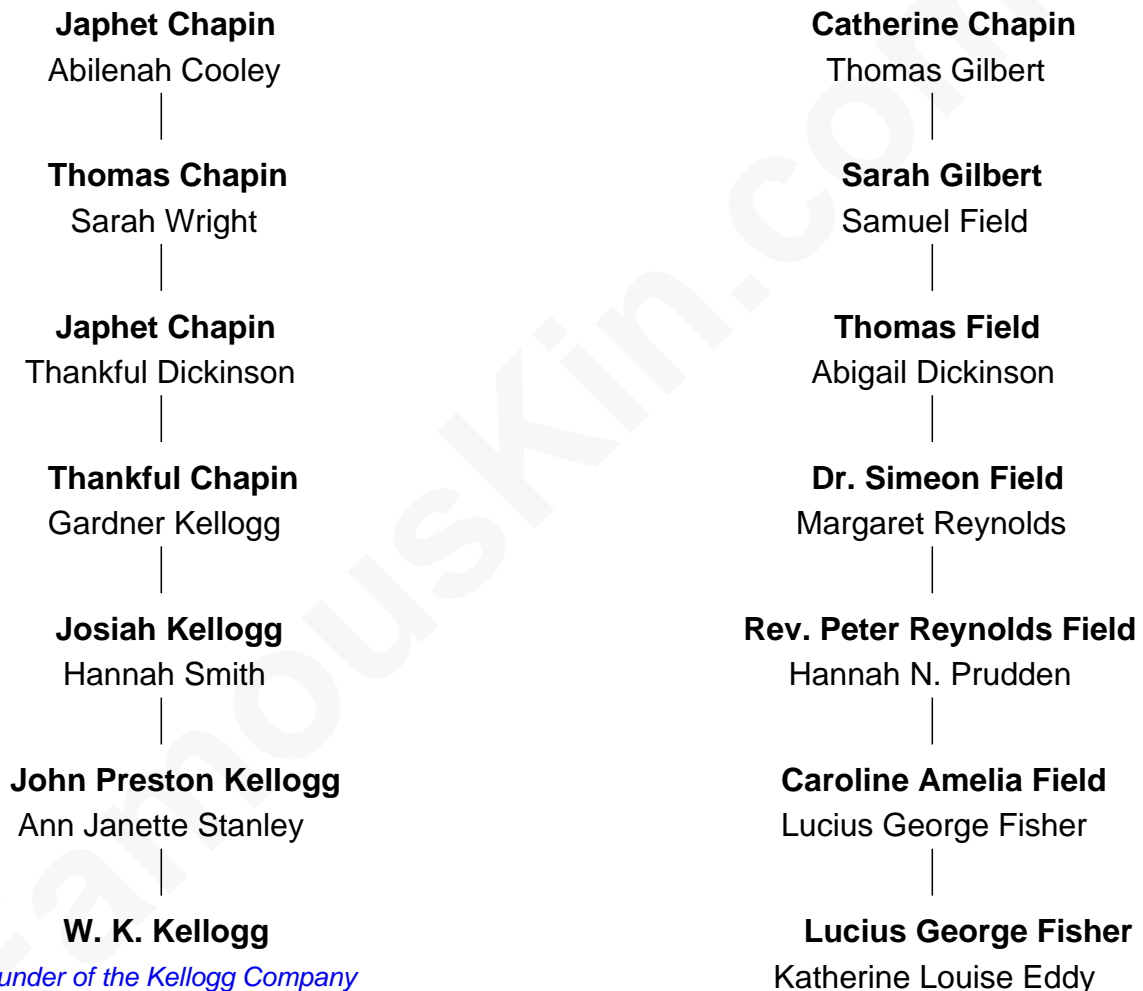 Japhet Chapin
Abilenah Cooley
Thomas Chapin
Sarah Wright
Japhet Chapin
Thankful Dickinson
Thankful Chapin
Gardner Kellogg
Josiah Kellogg
Hannah Smith
John Preston Kellogg
Ann Janette Stanley
W. K. Kellogg
under of the Kellogg Company
Catherine Chapin
Thomas Gilbert
Sarah Gilbert
Samuel Field
Thomas Field
Abigail Dickinson
Dr. Simeon Field
Margaret Reynolds
Rev. Peter Reynolds Field
Hannah N. Prudden
Caroline Amelia Field
Lucius George Fisher
Lucius George Fisher
Katherine Louise Eddy
-amousKin.com